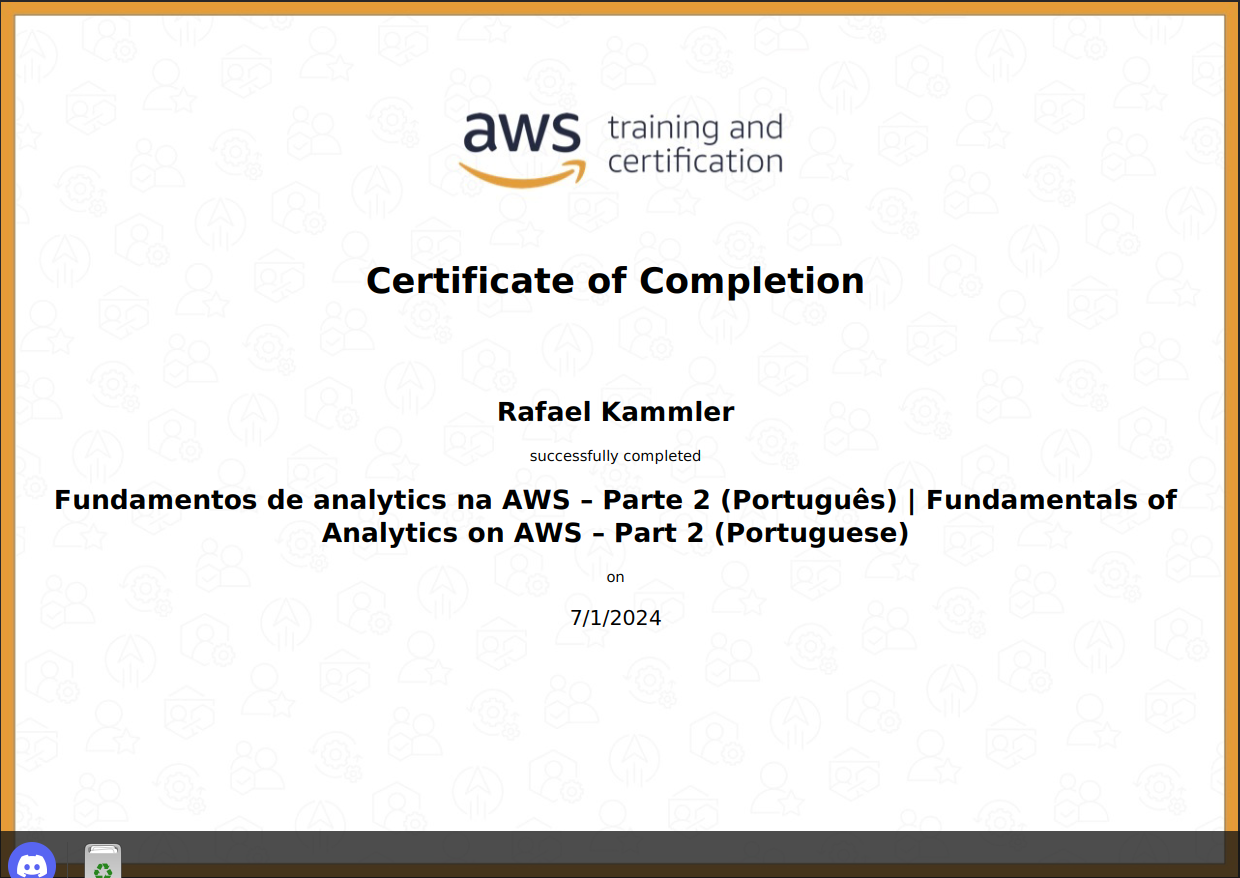 aws training and
certification
Certificate of Completion
Rafael Kammler
successfully completed
Fundamentos de analytics na AWS – Parte 2 (Português) | Fundamentals of
Analytics on AWS – Part 2 (Portuguese)
on
7/1/2024